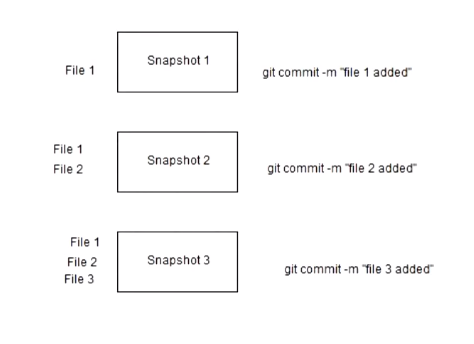 File 1
Snapshot 1
git commit -m "file 1 added"
File 1
File 2
Snapshot 2
git commit -m "file 2 added"
File 1
File 2
File 3
Snapshot 3
git commit -m "file 3 added"